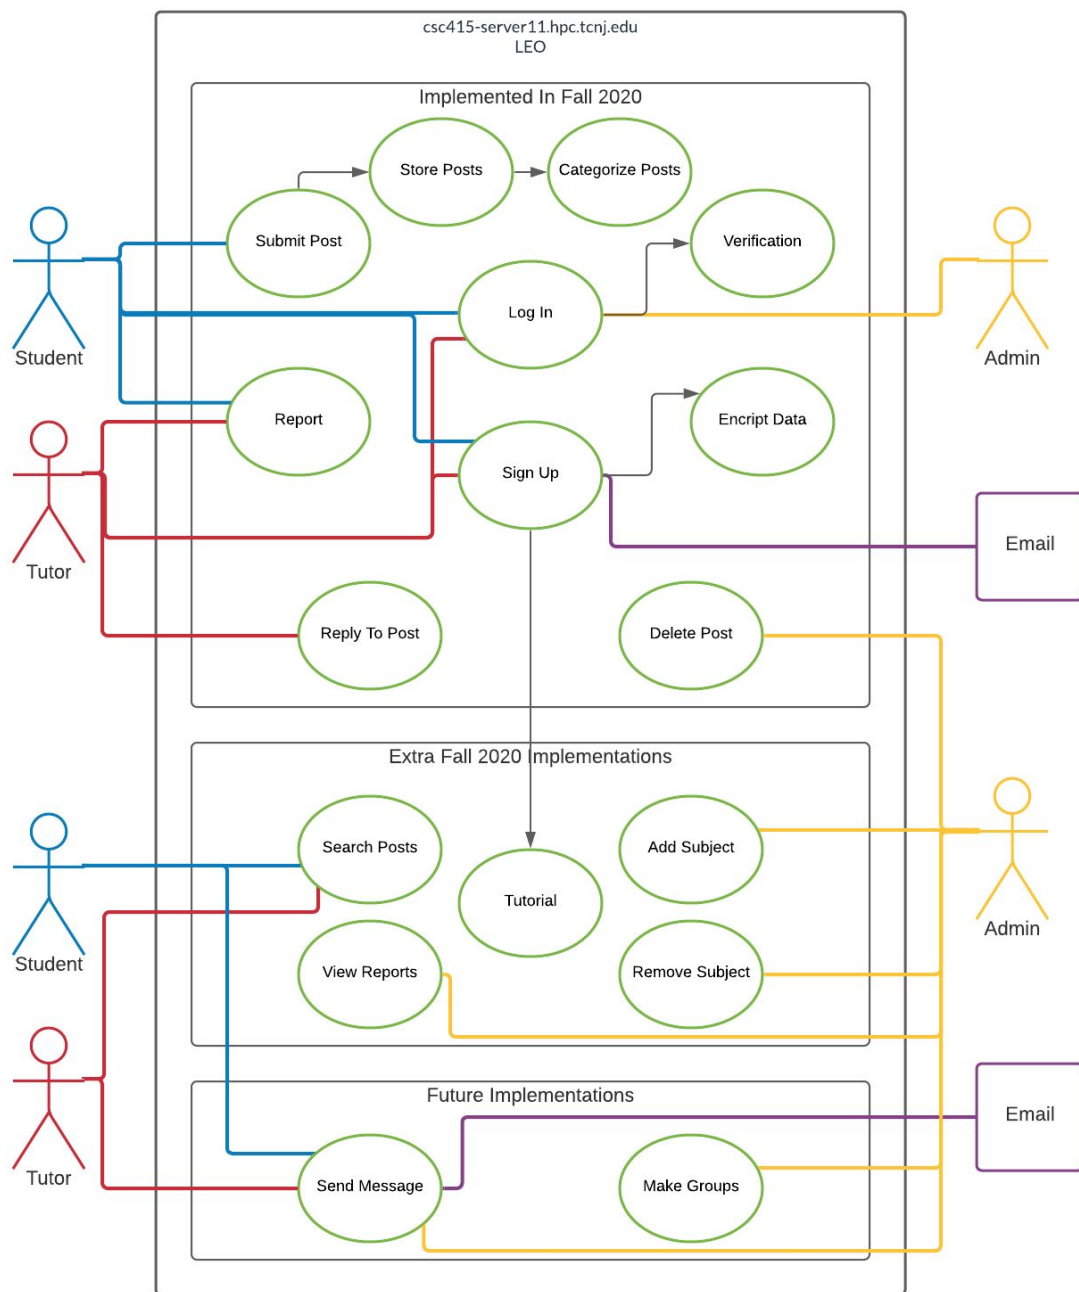 csc415-server11.hpc.tcnj.edu
LEO
Implemented In Fall 2020
Store Posts
Categorize Posts
Submit Post
Verification
Log In
Student
Admin
Report
Encript Data
Sign Up
Tutor
Email
Reply To Post
Delete Post
Extra Fall 2020 Implementations
Search Posts
Add Subject
Tutorial
Student
Admin
View Reports
Remove Subject
Future Implementations
Email
Tutor
Send Message
Make Groups